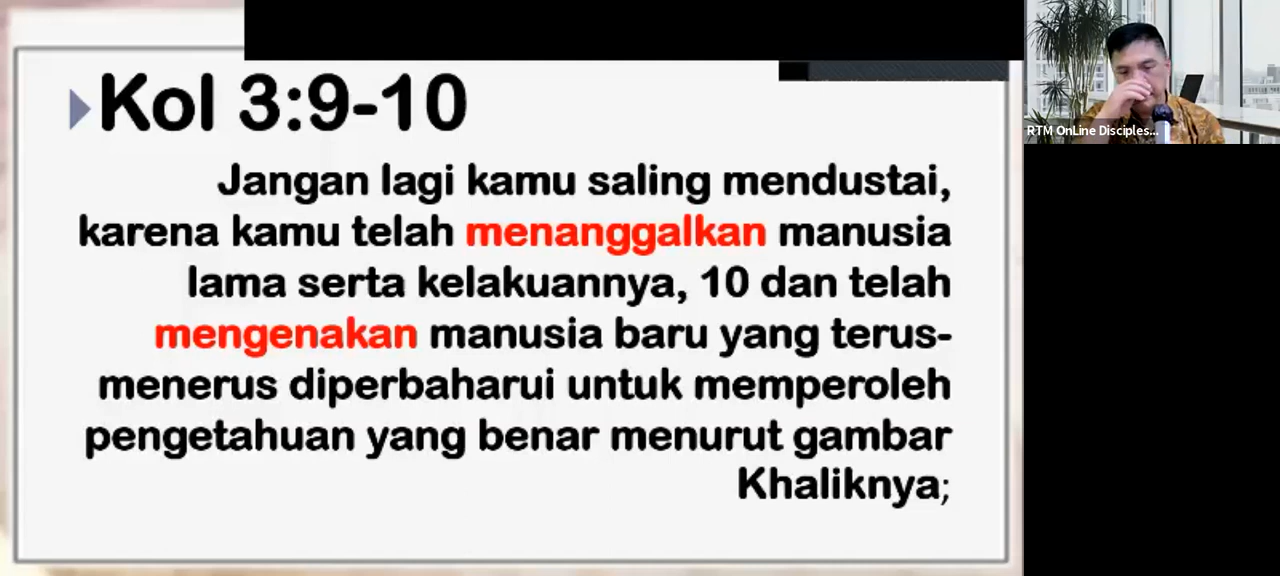 Kol 3:9-10
Jangan lagi kamu saling mendustai,
karena kamu telah menanggalkan manusia
lama serta kelakuannya, 10 dan telah
mengenakan manusia baru yang terus-
menerus diperbaharui untuk memperoleh
pengetahuan yang benar menurut gambar
Khaliknya;
RTM OnLine Disciples...